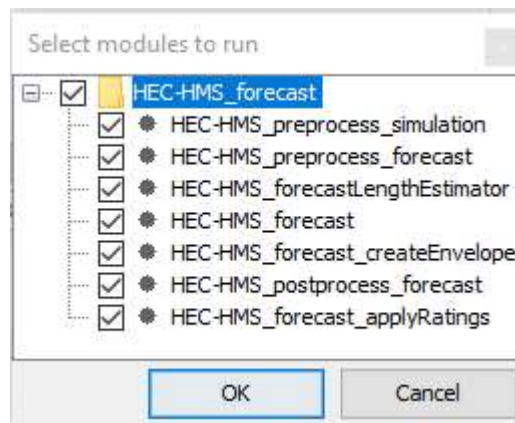 Select modules to run
HEC-HMS_forecast
HEC-HMS_preprocess_simulation
HEC-HMS_preprocess_forecast
HEC-HMS_forecastLengthEstimator
HEC-HMS_forecast
HEC-HMS_forecast_createEnvelope
HEC-HMS_postprocess_forecast
HEC-HMS_forecast_applyRatings
OK Cancel